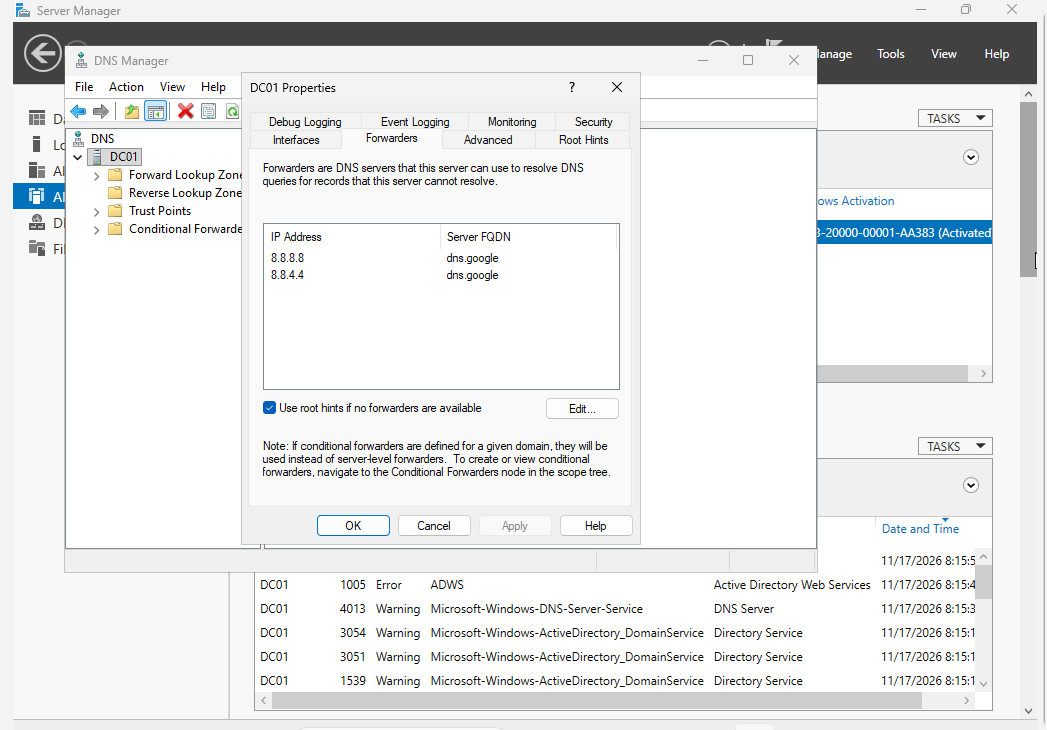 Server Manager
Manage Tools View Help
DNS Manager
File Action View Help
DNS
DC01
Forward Lookup Zone
Reverse Lookup Zone
Trust Points
Conditional Forwarde
DC01 Properties
?
Debug Logging Event Logging Monitoring Security
Interfaces Forwarders Advanced Root Hints
Forwarders are DNS servers that this server can use to resolve DNS
queries for records that this server cannot resolve.
IP Address Server FQDN
8.8.8.8 dns.google
8.8.4.4 dns.google
Use root hints if no forwarders are available
Edit...
Note: If conditional forwarders are defined for a given domain, they will be
used instead of server-level forwarders. To create or view conditional
forwarders, navigate to the Conditional Forwarders node in the scope tree.
OK Cancel Apply Help
TASKS
ows Activation
3-20000-00001-AA383 (Activated
TASKS
Date and Time
11/17/2026 8:15:5
DC01 1005 Error ADWS Active Directory Web Services 11/17/2026 8:15:4
DC01 4013 Warning Microsoft-Windows-DNS-Server-Service DNS Server 11/17/2026 8:15:3
DC01 3054 Warning Microsoft-Windows-ActiveDirectory_DomainService Directory Service 11/17/2026 8:15:1
DC01 3051 Warning Microsoft-Windows-ActiveDirectory_DomainService Directory Service 11/17/2026 8:15:1
DC01 1539 Warning Microsoft-Windows-ActiveDirectory_DomainService Directory Service 11/17/2026 8:15:1